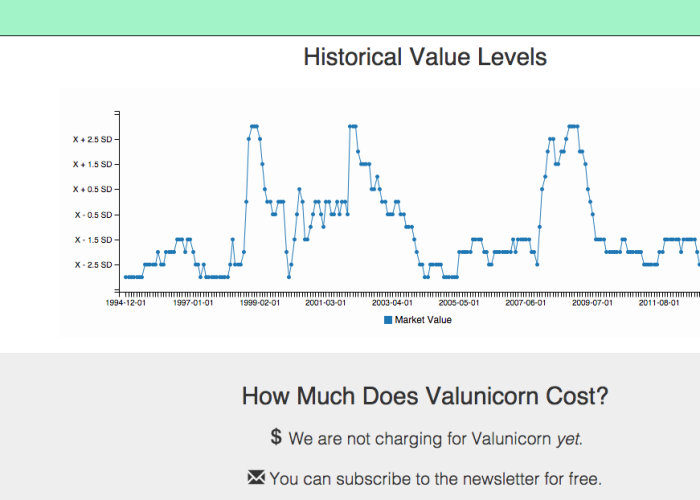 Historical Value Levels
X + 2.5 SD
X + 1.5 SD
X + 0.5 SD
X - 0.5 SD
X - 1.5 SD
X - 2.5 SD
1994-12-01 1997-01-01 1999-02-01 2001-03-01 2003-04-01 2005-05-01 2007-06-01 2009-07-01 2011-08-01
Market Value
How Much Does Valunicorn Cost?
$ We are not charging for Valunicorn yet.
You can subscribe to the newsletter for free.